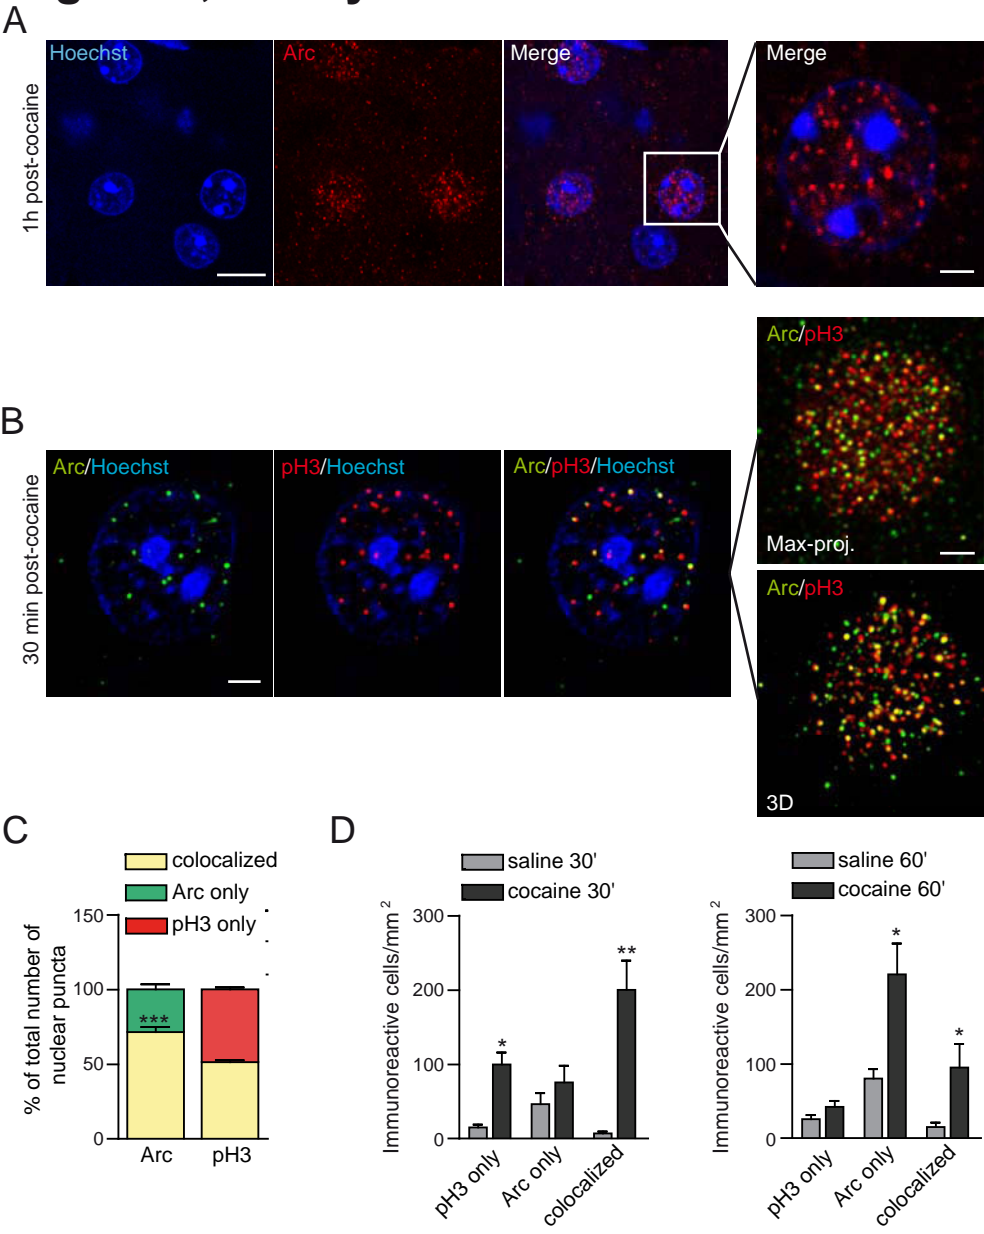 A
Hoechst
Arc
Merge
Merge
1h post-cocaine
B
Arc/Hoechst
pH3/Hoechst
Arc/pH3/Hoechst
30 min post-cocaine
Arc/pH3
Max-proj.
Arc/pH3
3D
C
colocalized
Arc only
pH3 only
% of total number of
nuclear puncta
150
100
50
0
***
Arc
pH3
D
saline 30'
cocaine 30'
Immunoreactive cells/mm2
300
200
100
0
*
**
pH3 only
Arc only
colocalized
saline 60'
cocaine 60'
Immunoreactive cells/mm2
300
200
100
0
*
*
pH3 only
Arc only
colocalized